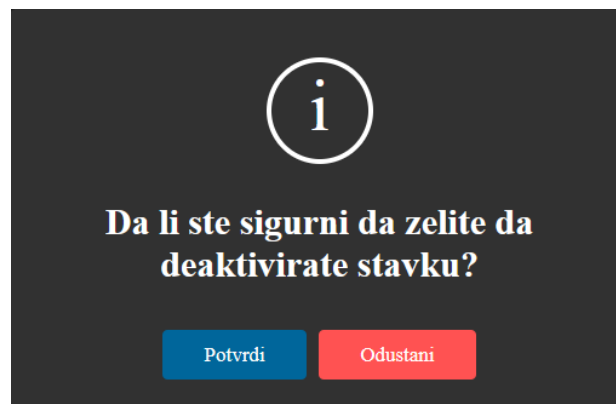 i
Da li ste sigurni da zelite da
deaktivirate stavku?
Potvrdi
Odustani